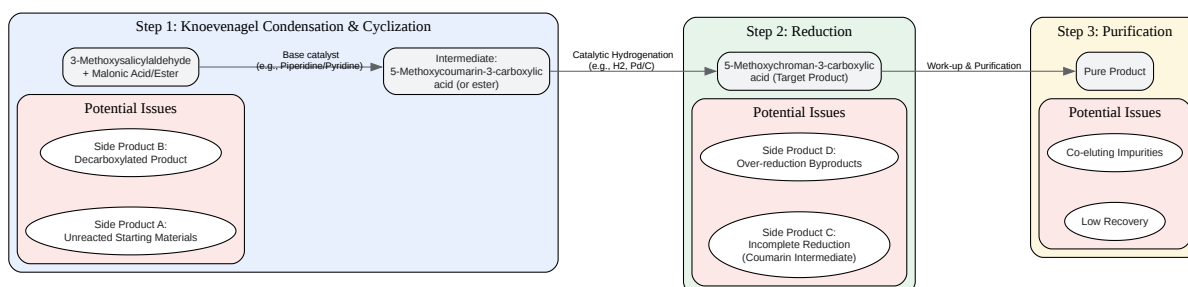 Step 1: Knoevenagel Condensation & Cyclization
3-Methoxysalicylaldehyde
+ Malonic Acid/Ester
Base catalyst
(e.g., Piperidine/Pyridine)
Intermediate:
5-Methoxycoumarin-3-carboxylic
acid (or ester)
Potential Issues
Side Product B:
Decarboxylated Product
Side Product A:
Unreacted Starting Materials
Catalytic Hydrogenation
(e.g., H2, Pd/C)
Step 2: Reduction
5-Methoxychroman-3-carboxylic
acid (Target Product)
Potential Issues
Side Product D:
Over-reduction Byproducts
Side Product C:
Incomplete Reduction
(Coumarin Intermediate)
Work-up & Purification
Step 3: Purification
Pure Product
Potential Issues
Co-eluting Impurities
Low Recovery